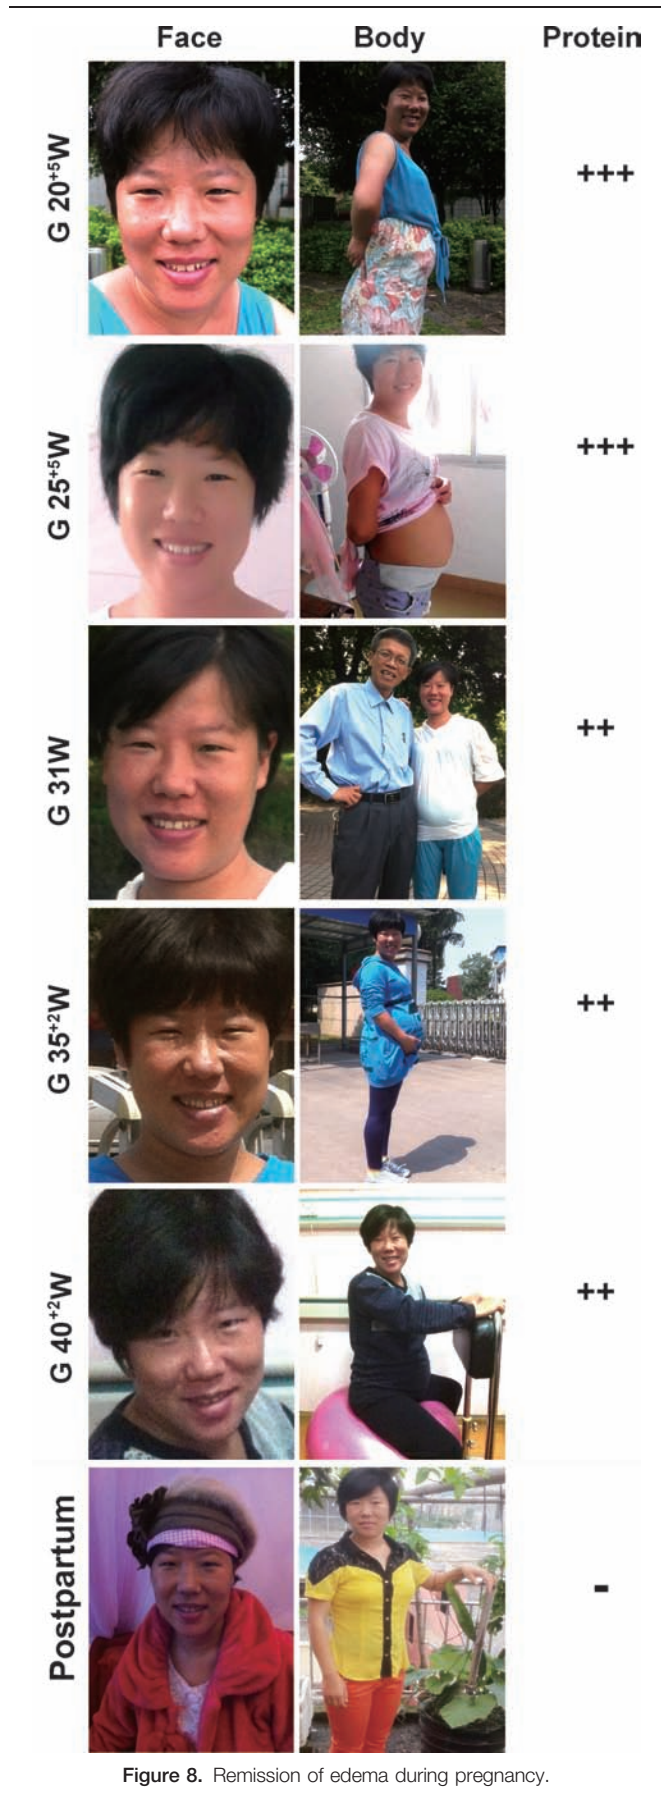 Face Body Protein
G 20⁺⁵W +++
G 25⁺⁵W +++
G 31W ++
G 35⁺²W ++
G 40⁺²W ++
Postpartum -
Figure 8. Remission of edema during pregnancy.